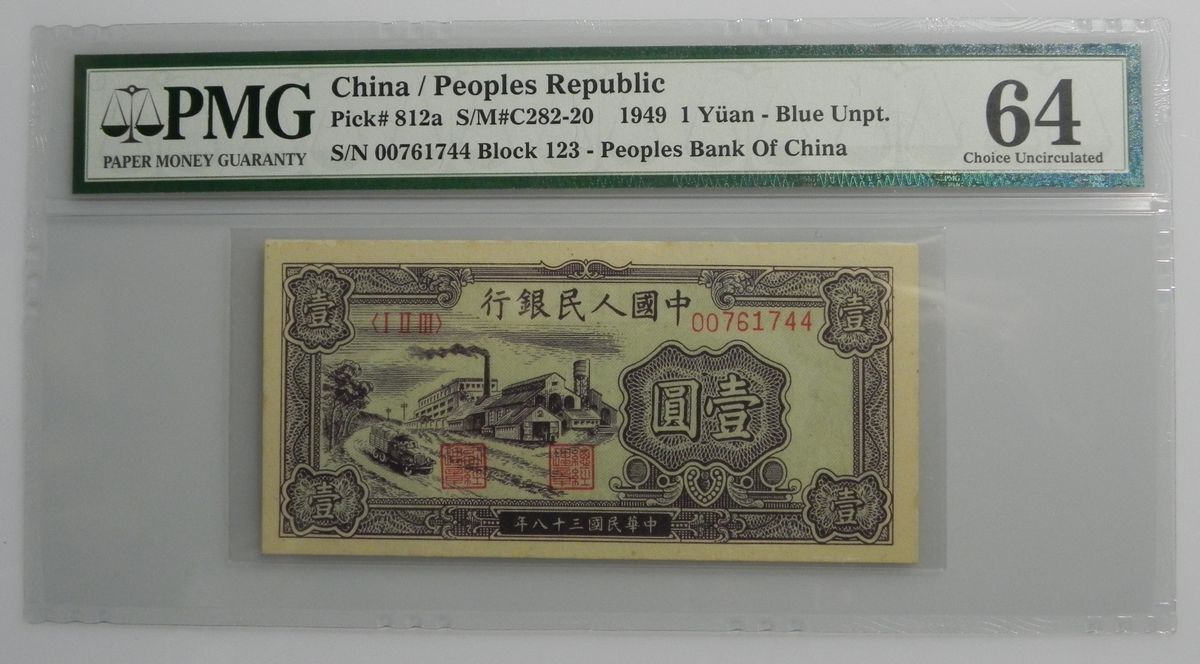 PMG
PAPER MONEY GUARANTY
China / Peoples Republic
Pick# 812a S/M#C282-20 1949 1 Yüan - Blue Unpt.
S/N 00761744 Block 123 - Peoples Bank Of China
64
Choice Uncirculated
中國人民銀行
壹
壹
〈I II III〉
00761744
壹圓
壹
壹
中華民國三十八年